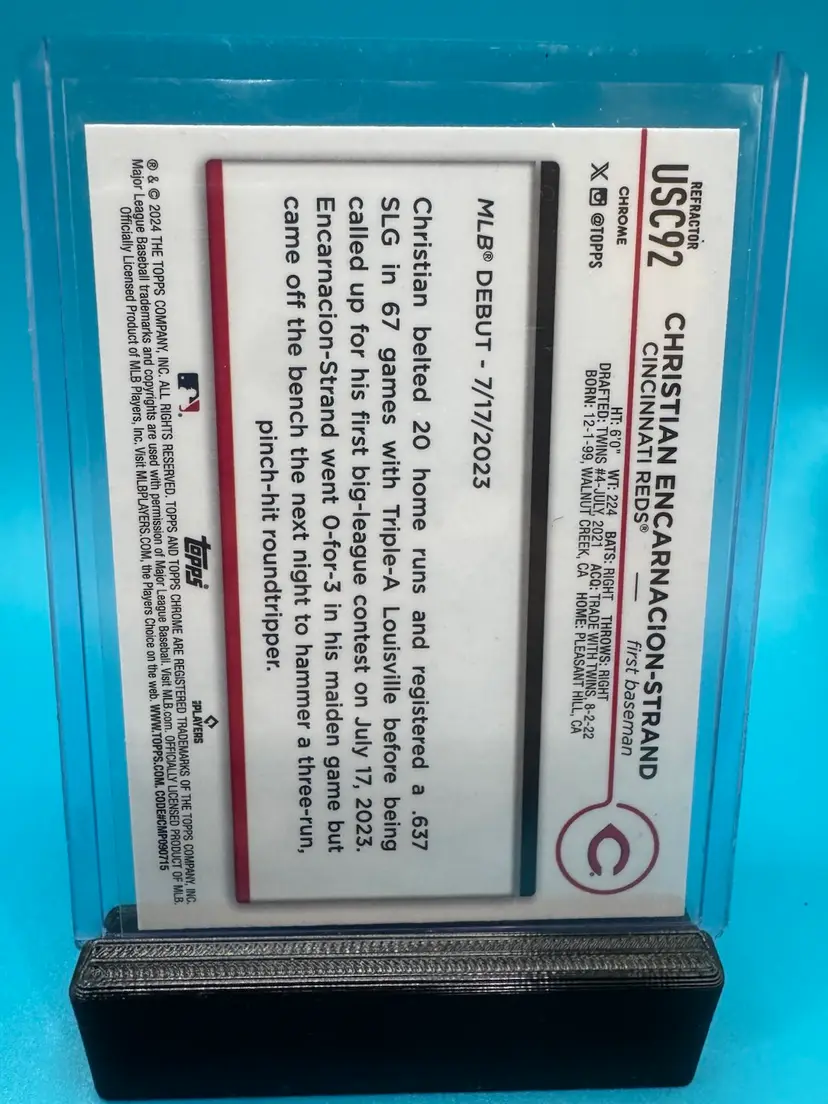 REFRACTOR
USC92
CHROME
X @TOPPS
CHRISTIAN ENCARNACION-STRAND
CINCINNATI REDS® — first baseman
HT: 6'0" WT: 224 BATS: RIGHT THROWS: RIGHT
DRAFTED: TWINS #4-JULY, 2021 ACQ: TRADE WITH TWINS, 8-2-22
BORN: 12-1-99, WALNUT CREEK, CA HOME: PLEASANT HILL, CA
C
MLB® DEBUT - 7/17/2023
Christian belted 20 home runs and registered a .637
SLG in 67 games with Triple-A Louisville before being
called up for his first big-league contest on July 17, 2023.
Encarnacion-Strand went 0-for-3 in his maiden game but
came off the bench the next night to hammer a three-run,
pinch-hit roundtripper.
topps
PLAYERS
® & © 2024 THE TOPPS COMPANY, INC. ALL RIGHTS RESERVED. TOPPS AND TOPPS CHROME ARE REGISTERED TRADEMARKS OF THE TOPPS COMPANY, INC.
Major League Baseball trademarks and copyrights are used with permission of Major League Baseball. Visit MLB.com. OFFICIALLY LICENSED PRODUCT OF MLB
Officially Licensed Product of MLB Players, Inc. Visit MLBPLAYERS.COM, the Players Choice on the web. WWW.TOPPS.COM. CODE#CMP090715